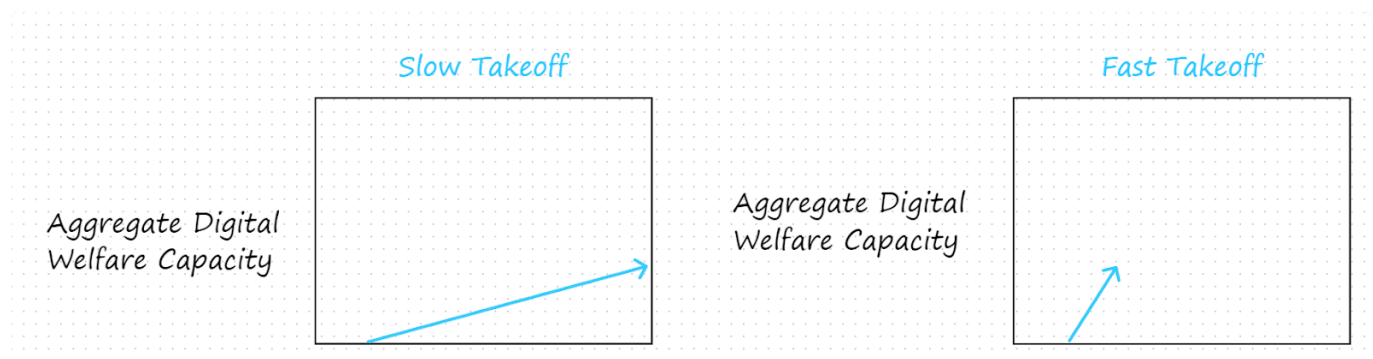 Slow Takeoff
Aggregate Digital
Welfare Capacity
Fast Takeoff
Aggregate Digital
Welfare Capacity